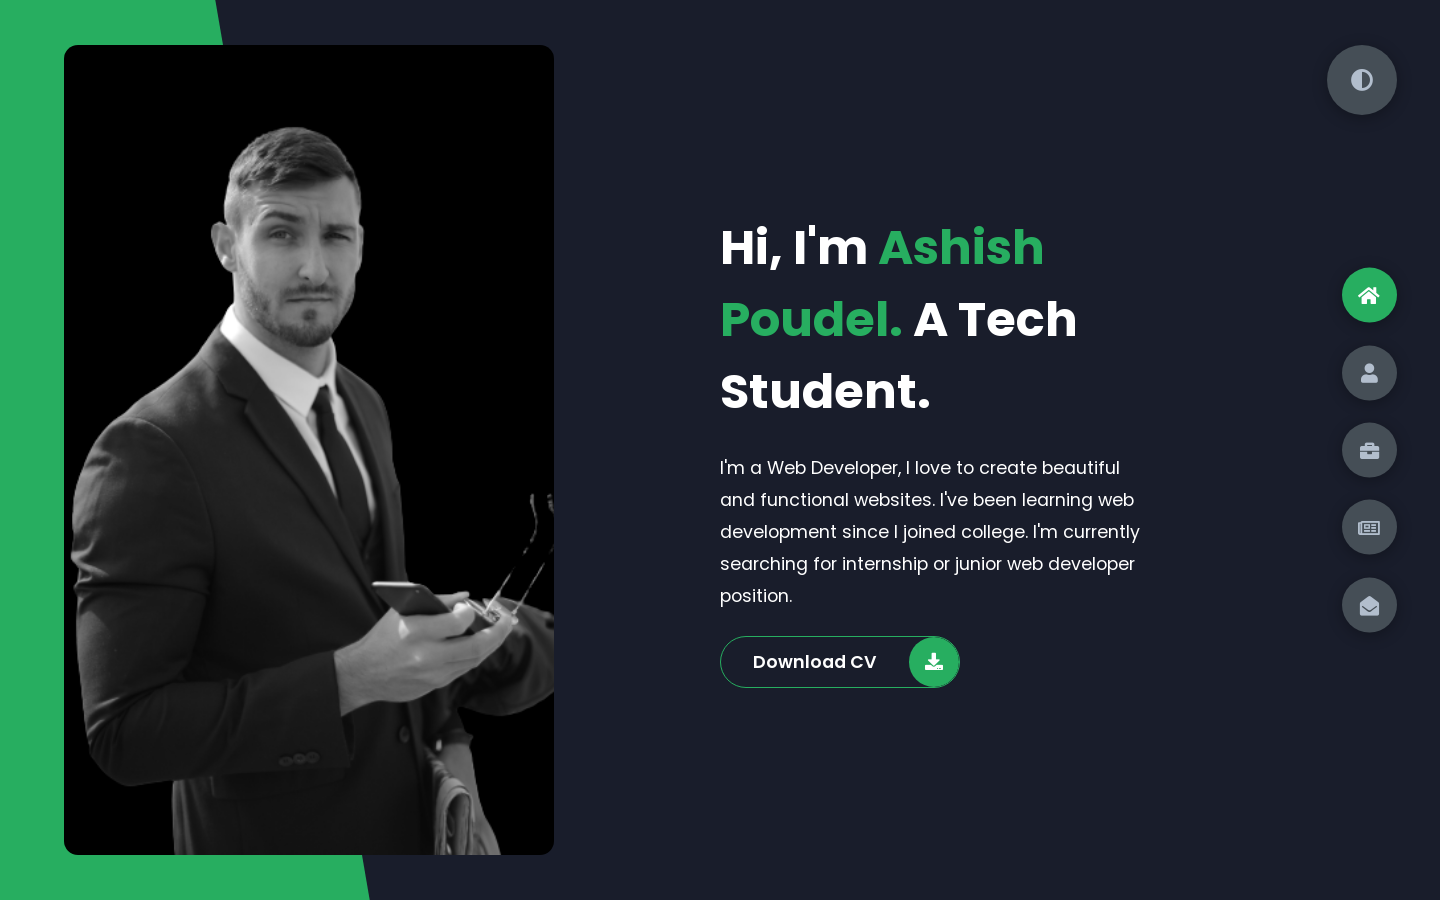 Hi, I'm Ashish
Poudel. A Tech
Student.
I'm a Web Developer, I love to create beautiful
and functional websites. I've been learning web
development since I joined college. I'm currently
searching for internship or junior web developer
position.
Download CV